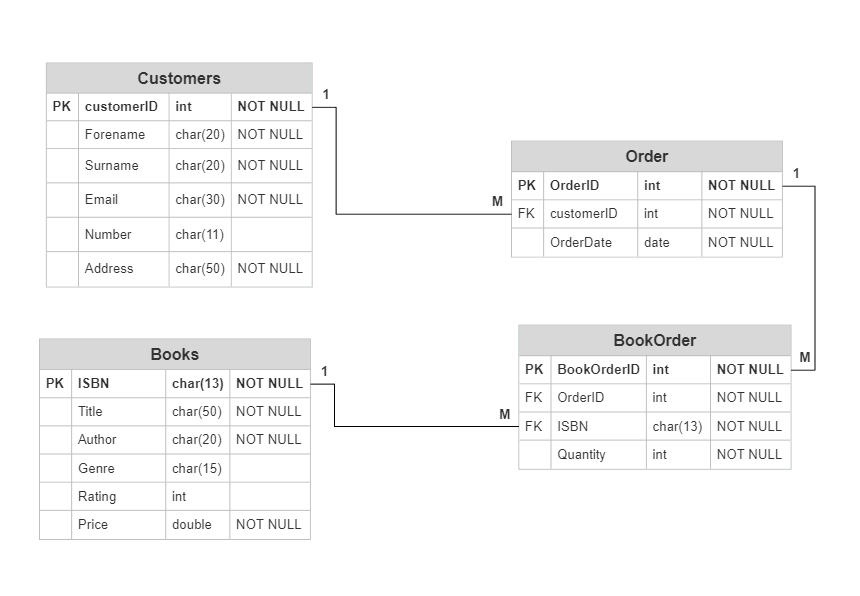 Customers
PK customerID int NOT NULL
Forename char(20) NOT NULL
Surname char(20) NOT NULL
Email char(30) NOT NULL
Number char(11)
Address char(50) NOT NULL
1
M
Order
PK OrderID int NOT NULL
FK customerID int NOT NULL
OrderDate date NOT NULL
1
M
Books
PK ISBN char(13) NOT NULL
Title char(50) NOT NULL
Author char(20) NOT NULL
Genre char(15)
Rating int
Price double NOT NULL
1
M
BookOrder
PK BookOrderID int NOT NULL
FK OrderID int NOT NULL
FK ISBN char(13) NOT NULL
Quantity int NOT NULL